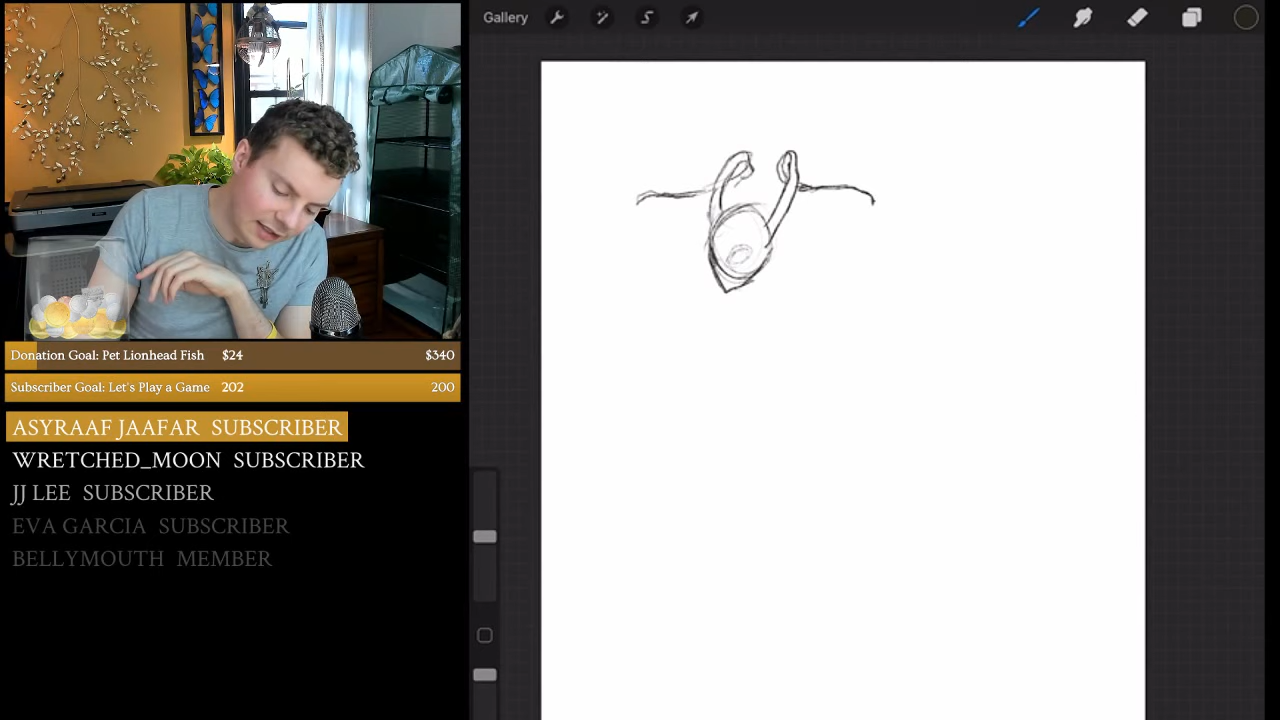 Gallery
Donation Goal: Pet Lionhead Fish $24 $340
Subscriber Goal: Let's Play a Game 202 200
ASYRAAF JAAFAR SUBSCRIBER
WRETCHED_MOON SUBSCRIBER
JJ LEE SUBSCRIBER
EVA GARCIA SUBSCRIBER
BELLYMOUTH MEMBER